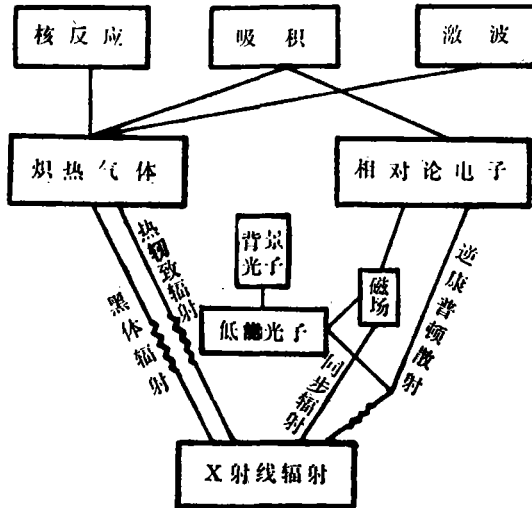 核反应
吸积
激波
炽热气体
相对论电子
背景
光子
热轫致辐射
黑体辐射
磁场
逆康普顿散射
低能光子
同步辐射
X射线辐射